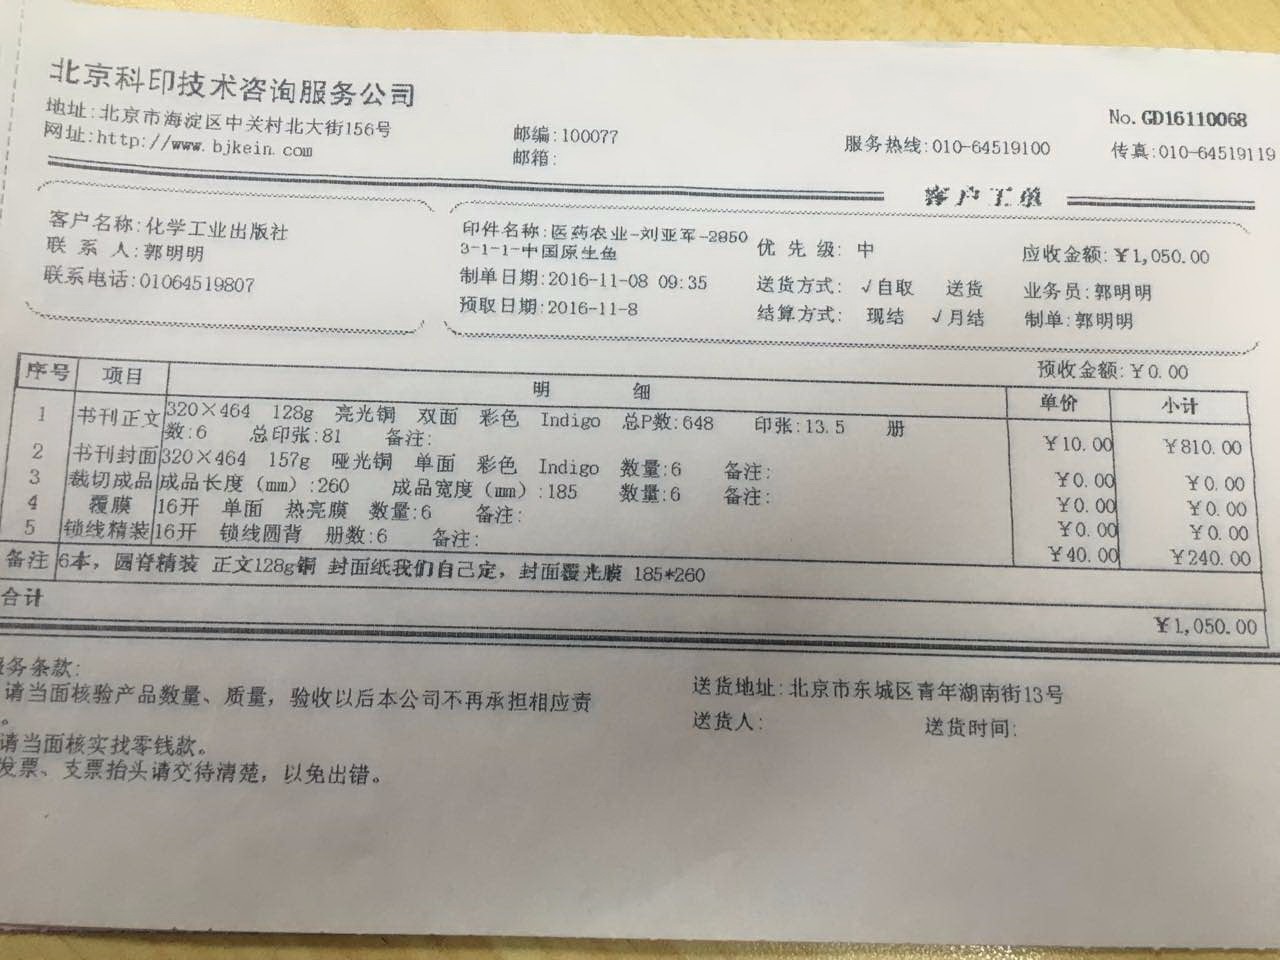 北京科印技术咨询服务公司
地址:北京市海淀区中关村北大街156号 邮编:100077 No.GD16110068
网址:http://www.bjkein.com 邮箱: 服务热线:010-64519100 传真:010-64519119
客户工单
客户名称:化学工业出版社
联 系 人:郭明明
联系电话:01064519807
印件名称:医药农业-刘亚军-2850
3-1-1-中国原生鱼
制单日期:2016-11-08 09:35
预取日期:2016-11-8
优先级: 中
送货方式: √自取 送货
结算方式: 现结 √月结
应收金额:¥1,050.00
业务员:郭明明
制单:郭明明
预收金额:¥0.00
序号 项目 明 细 单价 小计
1 书刊正文 320×464 128g 亮光铜 双面 彩色 Indigo 总P数:648 印张:13.5 册
数:6 总印张:81 备注: ¥10.00 ¥810.00
2 书刊封面 320×464 157g 哑光铜 单面 彩色 Indigo 数量:6 备注: ¥0.00 ¥0.00
3 裁切成品 成品长度(mm):260 成品宽度(mm):185 数量:6 备注: ¥0.00 ¥0.00
4 覆膜 16开 单面 热亮膜 数量:6 备注: ¥0.00 ¥0.00
5 锁线精装 16开 锁线圆背 册数:6 备注: ¥40.00 ¥240.00
备注 6本，圆脊精装 正文128g铜 封面纸我们自己定，封面覆光膜 185*260
合计 ¥1,050.00
务条款:
请当面核验产品数量、质量，验收以后本公司不再承担相应责
。
请当面核实找零钱款。
发票、支票抬头请交待清楚，以免出错。
送货地址:北京市东城区青年湖南街13号
送货人: 送货时间: